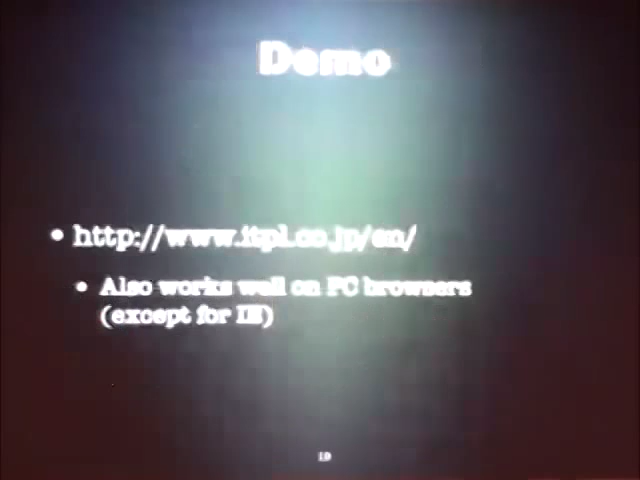 Demo
• http://www.itpl.co.jp/en/
• Also works well on PC browsers
(except for IE)
19